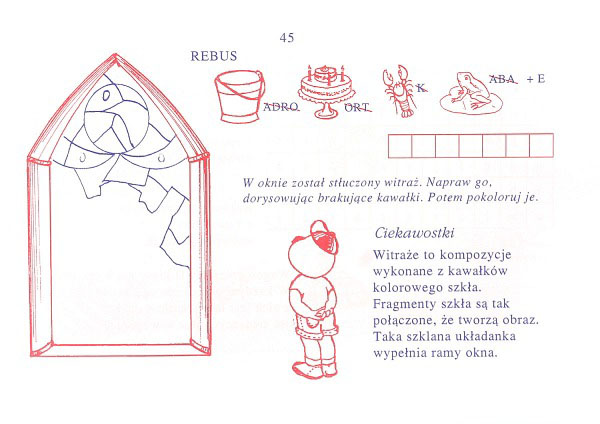 45
REBUS
ADRO
ORT
K
ABA + E
W oknie został stłuczony witraż. Napraw go,
dorysowując brakujące kawałki. Potem pokoloruj je.
Ciekawostki
Witraże to kompozycje
wykonane z kawałków
kolorowego szkła.
Fragmenty szkła są tak
połączone, że tworzą obraz.
Taka szklana układanka
wypełnia ramy okna.